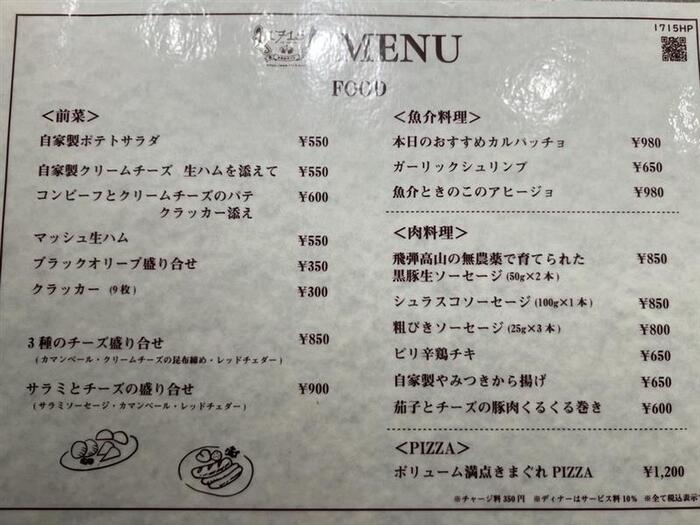 1715
MENU
1715HP
FOOD
<前菜>
自家製ポテトサラダ ¥550
自家製クリームチーズ 生ハムを添えて ¥550
コンビーフとクリームチーズのパテ ¥600
クラッカー添え
マッシュ生ハム ¥550
ブラックオリーブ盛り合せ ¥350
クラッカー (9枚) ¥300
3種のチーズ盛り合せ ¥850
(カマンベール・クリームチーズの昆布締め・レッドチェダー)
サラミとチーズの盛り合せ ¥900
(サラミソーセージ・カマンベール・レッドチェダー)
<魚介料理>
本日のおすすめカルパッチョ ¥980
ガーリックシュリンプ ¥650
魚介ときのこのアヒージョ ¥980
<肉料理>
飛弾高山の無農薬で育てられた ¥850
黒豚生ソーセージ (50g×2本)
シュラスコソーセージ (100g×1本) ¥850
粗びきソーセージ (25g×3本) ¥800
ピリ辛鶏チキ ¥650
自家製やみつきから揚げ ¥650
茄子とチーズの豚肉くるくる巻き ¥600
<PIZZA>
ボリューム満点きまぐれPIZZA ¥1,200
※チャージ料350円 ※ディナーはサービス料10% ※全て税込表示